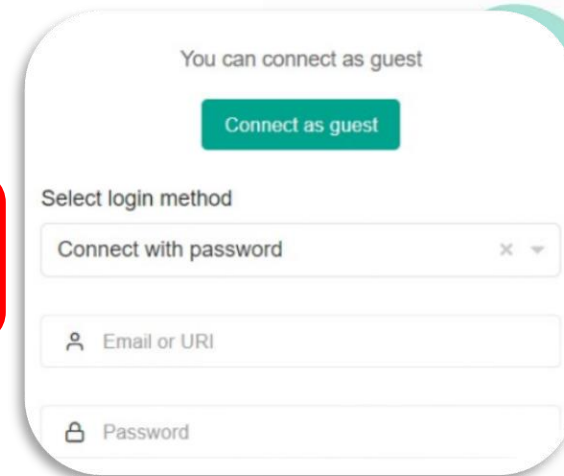 You can connect as guest
Connect as guest
Select login method
Connect with password
Email or URI
Password